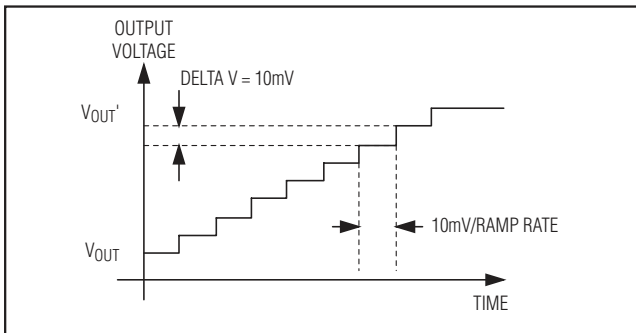 OUTPUT
VOLTAGE
DELTA V = 10mV
VOUT'
10mV/RAMP RATE
VOUT
TIME